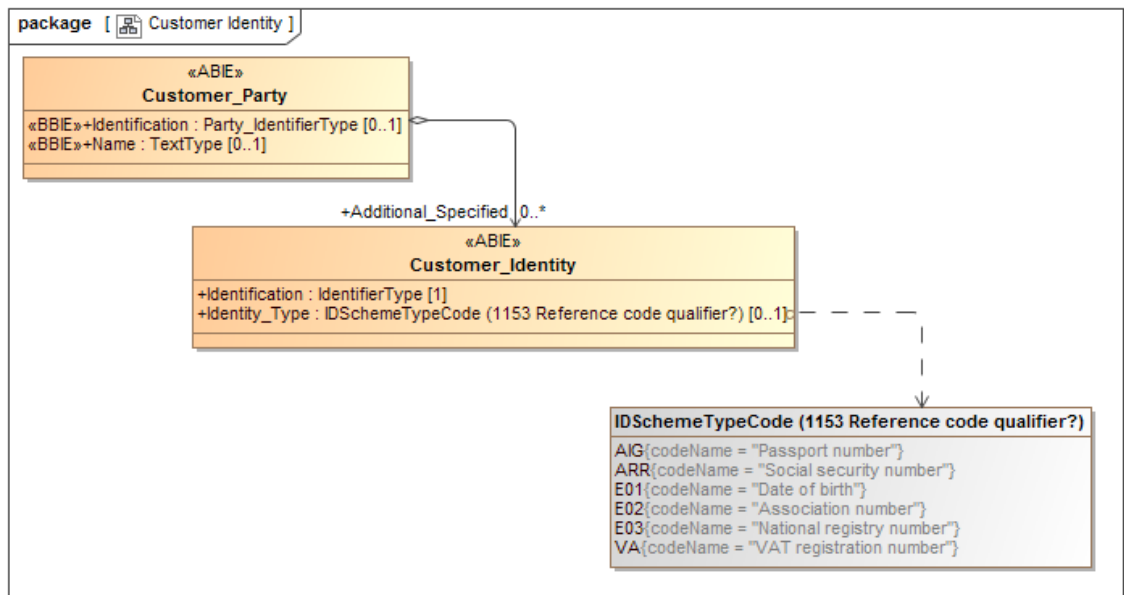 package [ Customer Identity ]
«ABIE»
Customer_Party
«BBIE»+Identification : Party_IdentifierType [0..1]
«BBIE»+Name : TextType [0..1]
+Additional_Specified 0..*
«ABIE»
Customer_Identity
+Identification : IdentifierType [1]
+Identity_Type : IDSchemeTypeCode (1153 Reference code qualifier?) [0..1]
IDSchemeTypeCode (1153 Reference code qualifier?)
AIG{codeName = "Passport number"}
ARR{codeName = "Social security number"}
E01{codeName = "Date of birth"}
E02{codeName = "Association number"}
E03{codeName = "National registry number"}
VA{codeName = "VAT registration number"}